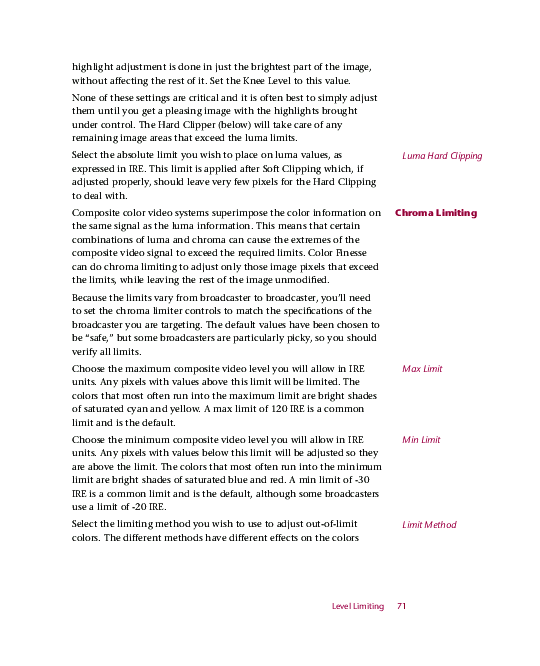 highlight adjustment is done in just the brightest part of the image,
without affecting the rest of it. Set the Knee Level to this value.
None of these settings are critical and it is often best to simply adjust
them until you get a pleasing image with the highlights brought
under control. The Hard Clipper (below) will take care of any
remaining image areas that exceed the luma limits.
Luma Hard Clipping
Select the absolute limit you wish to place on luma values, as
expressed in IRE. This limit is applied after Soft Clipping which, if
adjusted properly, should leave very few pixels for the Hard Clipping
to deal with.
Chroma Limiting
Composite color video systems superimpose the color information on
the same signal as the luma information. This means that certain
combinations of luma and chroma can cause the extremes of the
composite video signal to exceed the required limits. Color Finesse
can do chroma limiting to adjust only those image pixels that exceed
the limits, while leaving the rest of the image unmodified.
Because the limits vary from broadcaster to broadcaster, you’ll need
to set the chroma limiter controls to match the specifications of the
broadcaster you are targeting. The default values have been chosen to
be “safe,” but some broadcasters are particularly picky, so you should
verify all limits.
Max Limit
Choose the maximum composite video level you will allow in IRE
units. Any pixels with values above this limit will be limited. The
colors that most often run into the maximum limit are bright shades
of saturated cyan and yellow. A max limit of 120 IRE is a common
limit and is the default.
Min Limit
Choose the minimum composite video level you will allow in IRE
units. Any pixels with values below this limit will be adjusted so they
are above the limit. The colors that most often run into the minimum
limit are bright shades of saturated blue and red. A min limit of -30
IRE is a common limit and is the default, although some broadcasters
use a limit of -20 IRE.
Limit Method
Select the limiting method you wish to use to adjust out-of-limit
colors. The different methods have different effects on the colors
Level Limiting 71